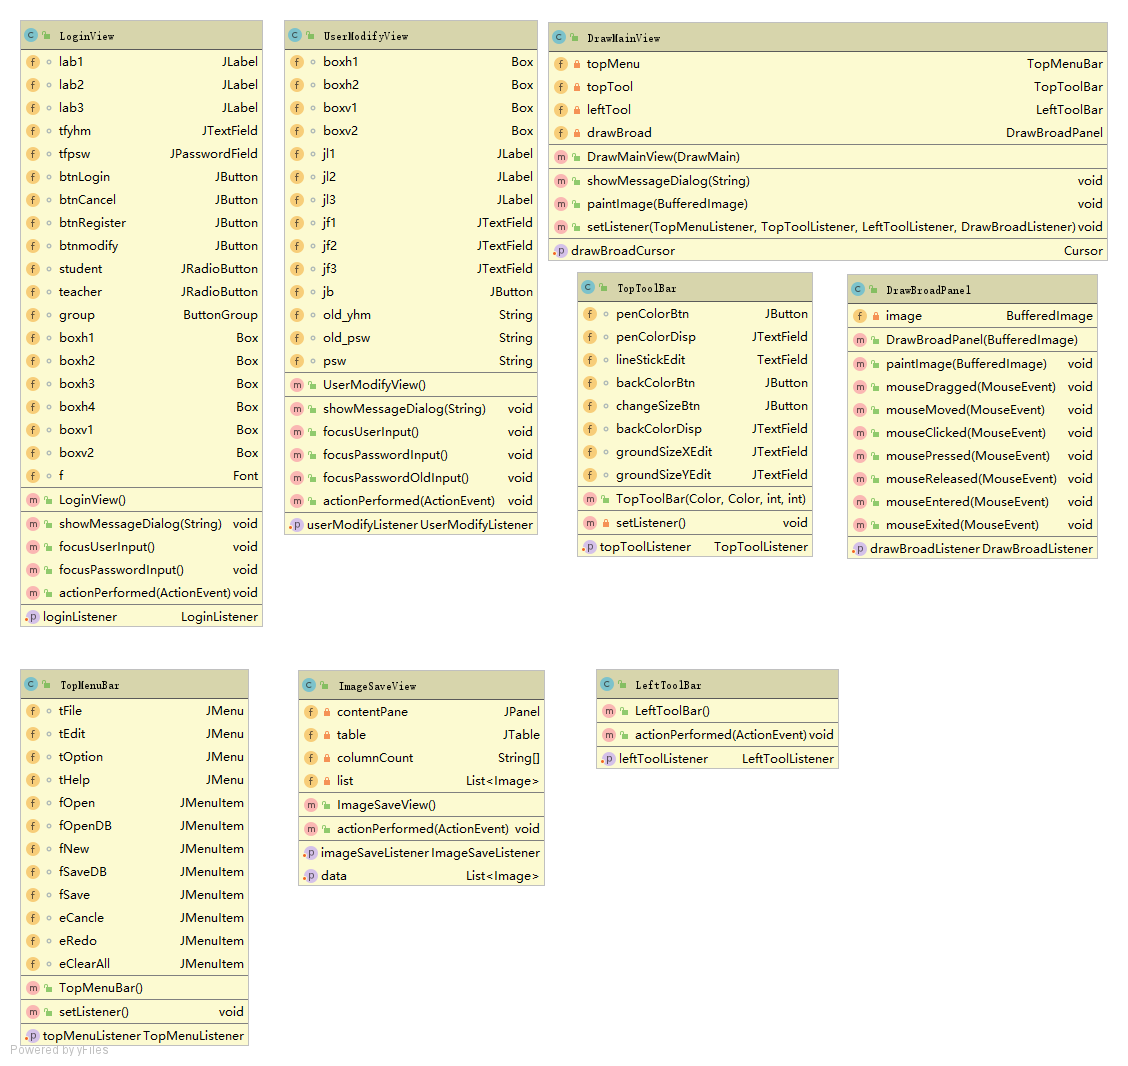 LoginView
lab1 JLabel
lab2 JLabel
lab3 JLabel
tfyhm JTextField
tfpsw JPasswordField
btnLogin JButton
btnCancel JButton
btnRegister JButton
btnmodify JButton
student JRadioButton
teacher JRadioButton
group ButtonGroup
boxh1 Box
boxh2 Box
boxh3 Box
boxh4 Box
boxv1 Box
boxv2 Box
f Font
LoginView()
showMessageDialog(String) void
focusUserInput() void
focusPasswordInput() void
actionPerformed(ActionEvent) void
loginListener LoginListener
UserModifyView
boxh1 Box
boxh2 Box
boxv1 Box
boxv2 Box
jl1 JLabel
jl2 JLabel
jl3 JLabel
jf1 JTextField
jf2 JTextField
jf3 JTextField
jb JButton
old_yhm String
old_psw String
psw String
UserModifyView()
showMessageDialog(String) void
focusUserInput() void
focusPasswordInput() void
focusPasswordOldInput() void
actionPerformed(ActionEvent) void
userModifyListener UserModifyListener
DrawMainView
topMenu TopMenuBar
topTool TopToolBar
leftTool LeftToolBar
drawBroad DrawBroadPanel
DrawMainView(DrawMain)
showMessageDialog(String) void
paintImage(BufferedImage) void
setListener(TopMenuListener, TopToolListener, LeftToolListener, DrawBroadListener) void
drawBroadCursor Cursor
TopToolBar
penColorBtn JButton
penColorDisp JTextField
lineStickEdit TextField
backColorBtn JButton
changeSizeBtn JButton
backColorDisp JTextField
groundSizeXEdit JTextField
groundSizeYEdit JTextField
TopToolBar(Color, Color, int, int)
setListener() void
topToolListener TopToolListener
DrawBroadPanel
image BufferedImage
DrawBroadPanel(BufferedImage)
paintImage(BufferedImage) void
mouseDragged(MouseEvent) void
mouseMoved(MouseEvent) void
mouseClicked(MouseEvent) void
mousePressed(MouseEvent) void
mouseReleased(MouseEvent) void
mouseEntered(MouseEvent) void
mouseExited(MouseEvent) void
drawBroadListener DrawBroadListener
TopMenuBar
tFile JMenu
tEdit JMenu
tOption JMenu
tHelp JMenu
fOpen JMenuItem
fOpenDB JMenuItem
fNew JMenuItem
fSaveDB JMenuItem
fSave JMenuItem
eCancle JMenuItem
eRedo JMenuItem
eClearAll JMenuItem
TopMenuBar()
setListener() void
topMenuListener TopMenuListener
ImageSaveView
contentPane JPanel
table JTable
columnCount String[]
list List<Image>
ImageSaveView()
actionPerformed(ActionEvent) void
imageSaveListener ImageSaveListener
data List<Image>
LeftToolBar
LeftToolBar()
actionPerformed(ActionEvent) void
leftToolListener LeftToolListener
Powered by yFiles